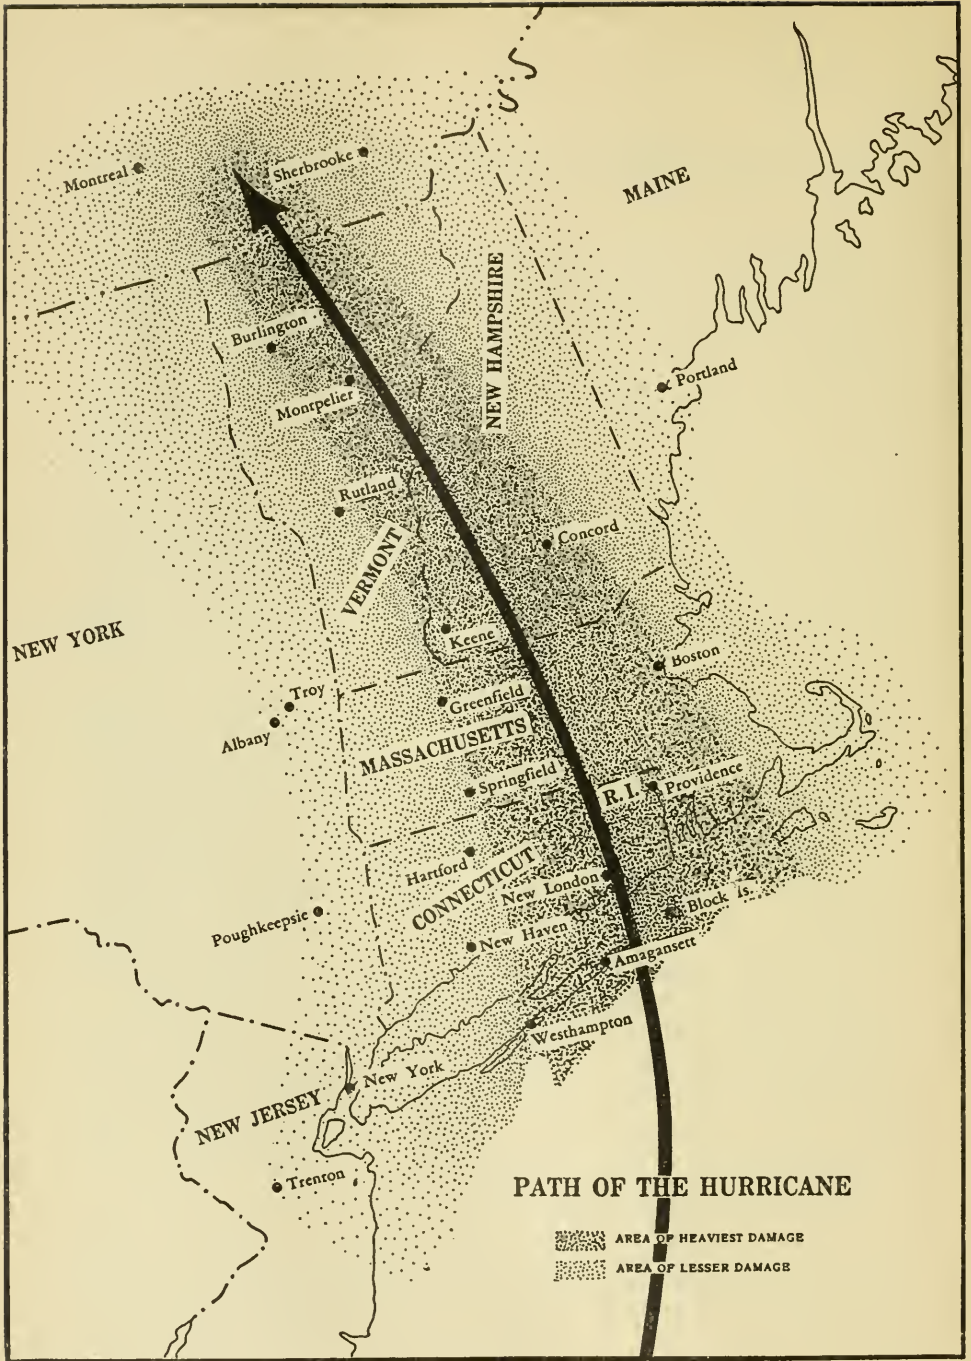 Montreal
Sherbrooke
MAINE
NEW HAMPSHIRE
Burlington
Portland
Montpelier
Rutland
Concord
VERMONT
NEW YORK
Keene
Boston
Troy
Greenfield
Albany
MASSACHUSETTS
Springfield
R. I.
Providence
Hartford
CONNECTICUT
New London
Block Is.
Poughkeepsie
New Haven
Amagansett
Westhampton
New York
NEW JERSEY
Trenton
PATH OF THE HURRICANE
AREA OF HEAVIEST DAMAGE
AREA OF LESSER DAMAGE